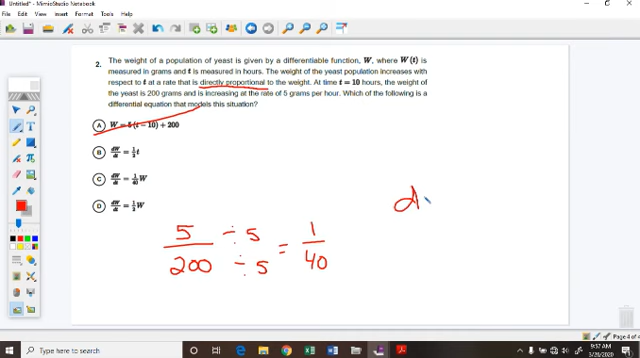 Untitled* - MimioStudio Notebook
File Edit View Insert Format Tools Help
2. The weight of a population of yeast is given by a differentiable function, W, where W(t) is
measured in grams and t is measured in hours. The weight of the yeast population increases with
respect to t at a rate that is directly proportional to the weight. At time t = 10 hours, the weight of
the yeast is 200 grams and is increasing at the rate of 5 grams per hour. Which of the following is a
differential equation that models this situation?
A W = 5(t − 10) + 200
B dW/dt = 1/2 t
C dW/dt = 1/40 W
D dW/dt = 1/2 W
5/200 ÷ 5/÷ 5 = 1/40
d
Page 4 of 4
Type here to search
9:57 AM
3/29/2020